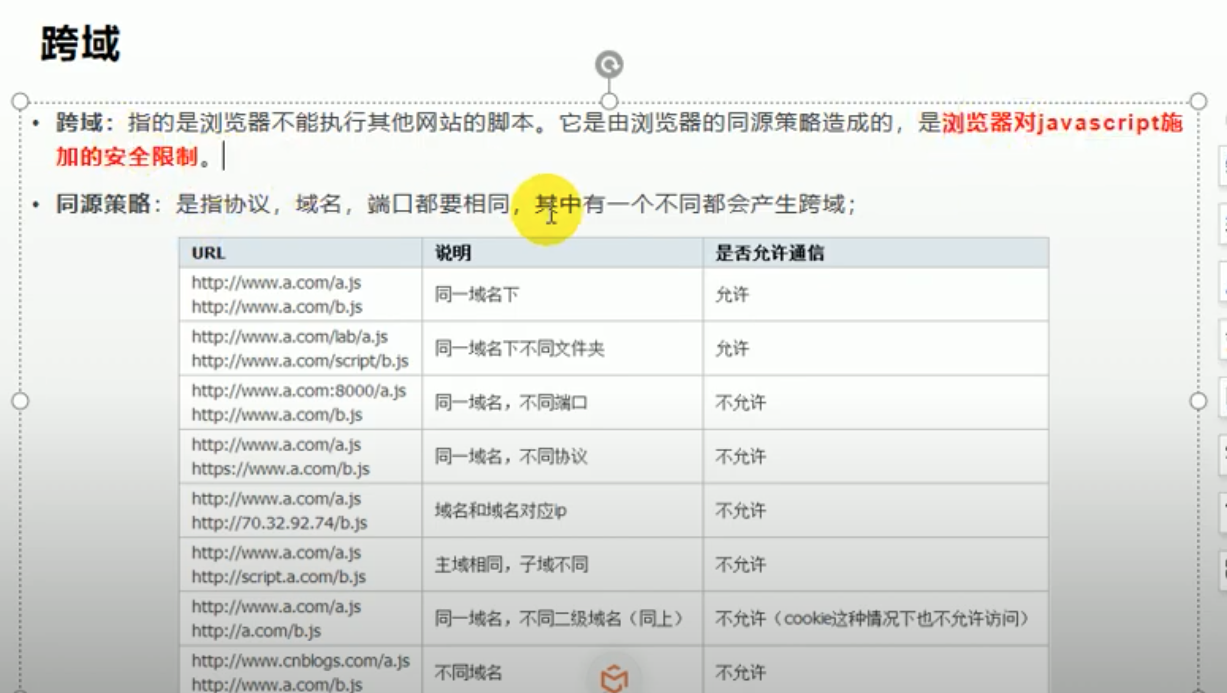 跨域
• 跨域：指的是浏览器不能执行其他网站的脚本。它是由浏览器的同源策略造成的，是浏览器对javascript施
加的安全限制。
• 同源策略：是指协议，域名，端口都要相同，其中有一个不同都会产生跨域；
URL 说明 是否允许通信
http://www.a.com/a.js
http://www.a.com/b.js
同一域名下
允许
http://www.a.com/lab/a.js
http://www.a.com/script/b.js
同一域名下不同文件夹
允许
http://www.a.com:8000/a.js
http://www.a.com/b.js
同一域名，不同端口
不允许
http://www.a.com/a.js
https://www.a.com/b.js
同一域名，不同协议
不允许
http://www.a.com/a.js
http://70.32.92.74/b.js
域名和域名对应ip
不允许
http://www.a.com/a.js
http://script.a.com/b.js
主域相同，子域不同
不允许
http://www.a.com/a.js
http://a.com/b.js
同一域名，不同二级域名（同上）
不允许（cookie这种情况下也不允许访问）
http://www.cnblogs.com/a.js
http://www.a.com/b.js
不同域名
不允许